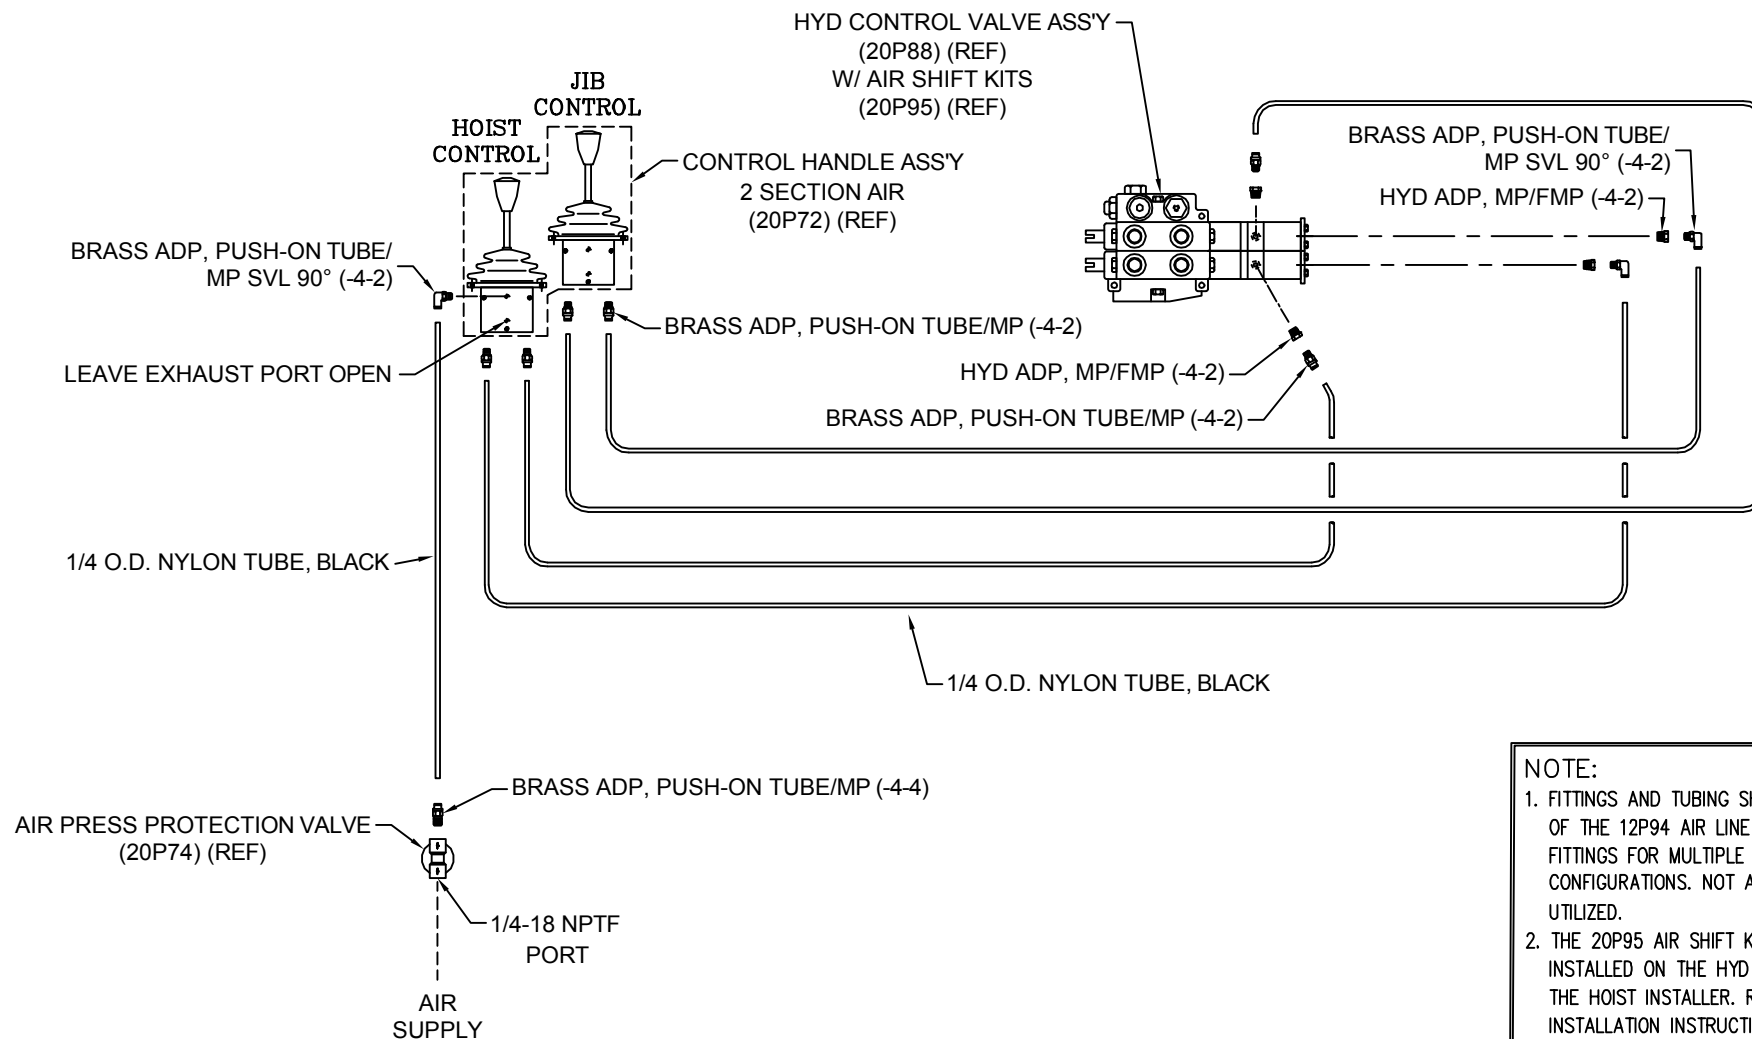 HYD CONTROL VALVE ASS'Y
(20P88) (REF)
W/ AIR SHIFT KITS
(20P95) (REF)
JIB
CONTROL
HOIST
CONTROL
CONTROL HANDLE ASS'Y
2 SECTION AIR
(20P72) (REF)
BRASS ADP, PUSH-ON TUBE/
MP SVL 90° (-4-2)
HYD ADP, MP/FMP (-4-2)
BRASS ADP, PUSH-ON TUBE/
MP SVL 90° (-4-2)
BRASS ADP, PUSH-ON TUBE/MP (-4-2)
LEAVE EXHAUST PORT OPEN
HYD ADP, MP/FMP (-4-2)
BRASS ADP, PUSH-ON TUBE/MP (-4-2)
1/4 O.D. NYLON TUBE, BLACK
1/4 O.D. NYLON TUBE, BLACK
BRASS ADP, PUSH-ON TUBE/MP (-4-4)
AIR PRESS PROTECTION VALVE
(20P74) (REF)
1/4-18 NPTF
PORT
AIR
SUPPLY
NOTE:
1. FITTINGS AND TUBING
OF THE 12P94 AIR LINE
FITTINGS FOR MULTIPLE
CONFIGURATIONS. NOT
UTILIZED.
2. THE 20P95 AIR SHIFT
INSTALLED ON THE HYD
THE HOIST INSTALLER.
INSTALLATION